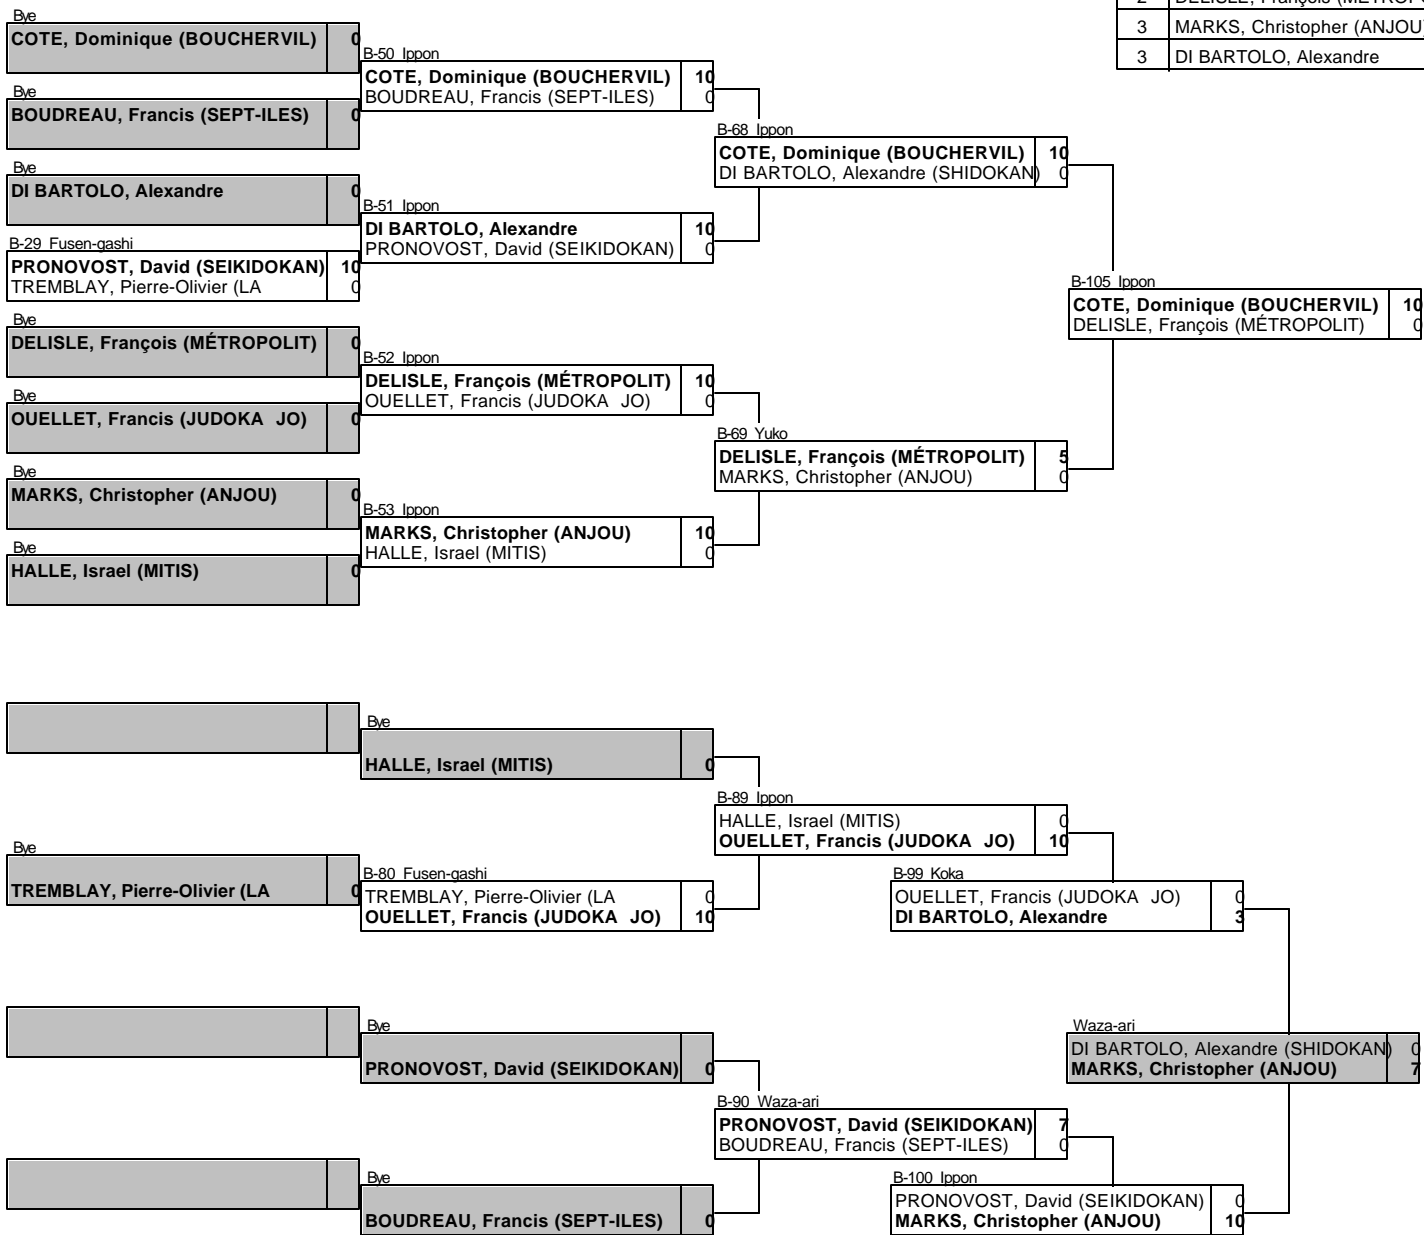 2 DELISLE, François (MÉTROPO
3 MARKS, Christopher (ANJOU)
3 DI BARTOLO, Alexandre
Bye
COTE, Dominique (BOUCHERVIL) 0
Bye
BOUDREAU, Francis (SEPT-ILES) 0
Bye
DI BARTOLO, Alexandre 0
B-29 Fusen-gashi
PRONOVOST, David (SEIKIDOKAN) 10
TREMBLAY, Pierre-Olivier (LA 0
Bye
DELISLE, François (MÉTROPOLIT) 0
Bye
OUELLET, Francis (JUDOKA JO) 0
Bye
MARKS, Christopher (ANJOU) 0
Bye
HALLE, Israel (MITIS) 0
B-50 Ippon
COTE, Dominique (BOUCHERVIL) 10
BOUDREAU, Francis (SEPT-ILES) 0
B-51 Ippon
DI BARTOLO, Alexandre 10
PRONOVOST, David (SEIKIDOKAN) 0
B-52 Ippon
DELISLE, François (MÉTROPOLIT) 10
OUELLET, Francis (JUDOKA JO) 0
B-53 Ippon
MARKS, Christopher (ANJOU) 10
HALLE, Israel (MITIS) 0
B-68 Ippon
COTE, Dominique (BOUCHERVIL) 10
DI BARTOLO, Alexandre (SHIDOKAN) 0
B-69 Yuko
DELISLE, François (MÉTROPOLIT) 5
MARKS, Christopher (ANJOU) 0
B-105 Ippon
COTE, Dominique (BOUCHERVIL) 10
DELISLE, François (MÉTROPOLIT) 0
Bye
TREMBLAY, Pierre-Olivier (LA 0
Bye
HALLE, Israel (MITIS) 0
B-80 Fusen-gashi
TREMBLAY, Pierre-Olivier (LA 0
OUELLET, Francis (JUDOKA JO) 10
Bye
PRONOVOST, David (SEIKIDOKAN) 0
Bye
BOUDREAU, Francis (SEPT-ILES) 0
B-89 Ippon
HALLE, Israel (MITIS) 0
OUELLET, Francis (JUDOKA JO) 10
B-90 Waza-ari
PRONOVOST, David (SEIKIDOKAN) 7
BOUDREAU, Francis (SEPT-ILES) 0
B-99 Koka
OUELLET, Francis (JUDOKA JO) 0
DI BARTOLO, Alexandre 3
B-100 Ippon
PRONOVOST, David (SEIKIDOKAN) 0
MARKS, Christopher (ANJOU) 10
Waza-ari
DI BARTOLO, Alexandre (SHIDOKAN) 0
MARKS, Christopher (ANJOU) 7